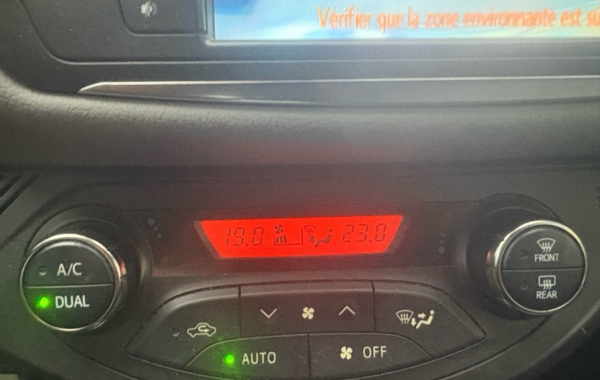 Vérifier que la zone environnante est sû
19.0 23.0
A/C
DUAL
AUTO
OFF
FRONT
REAR